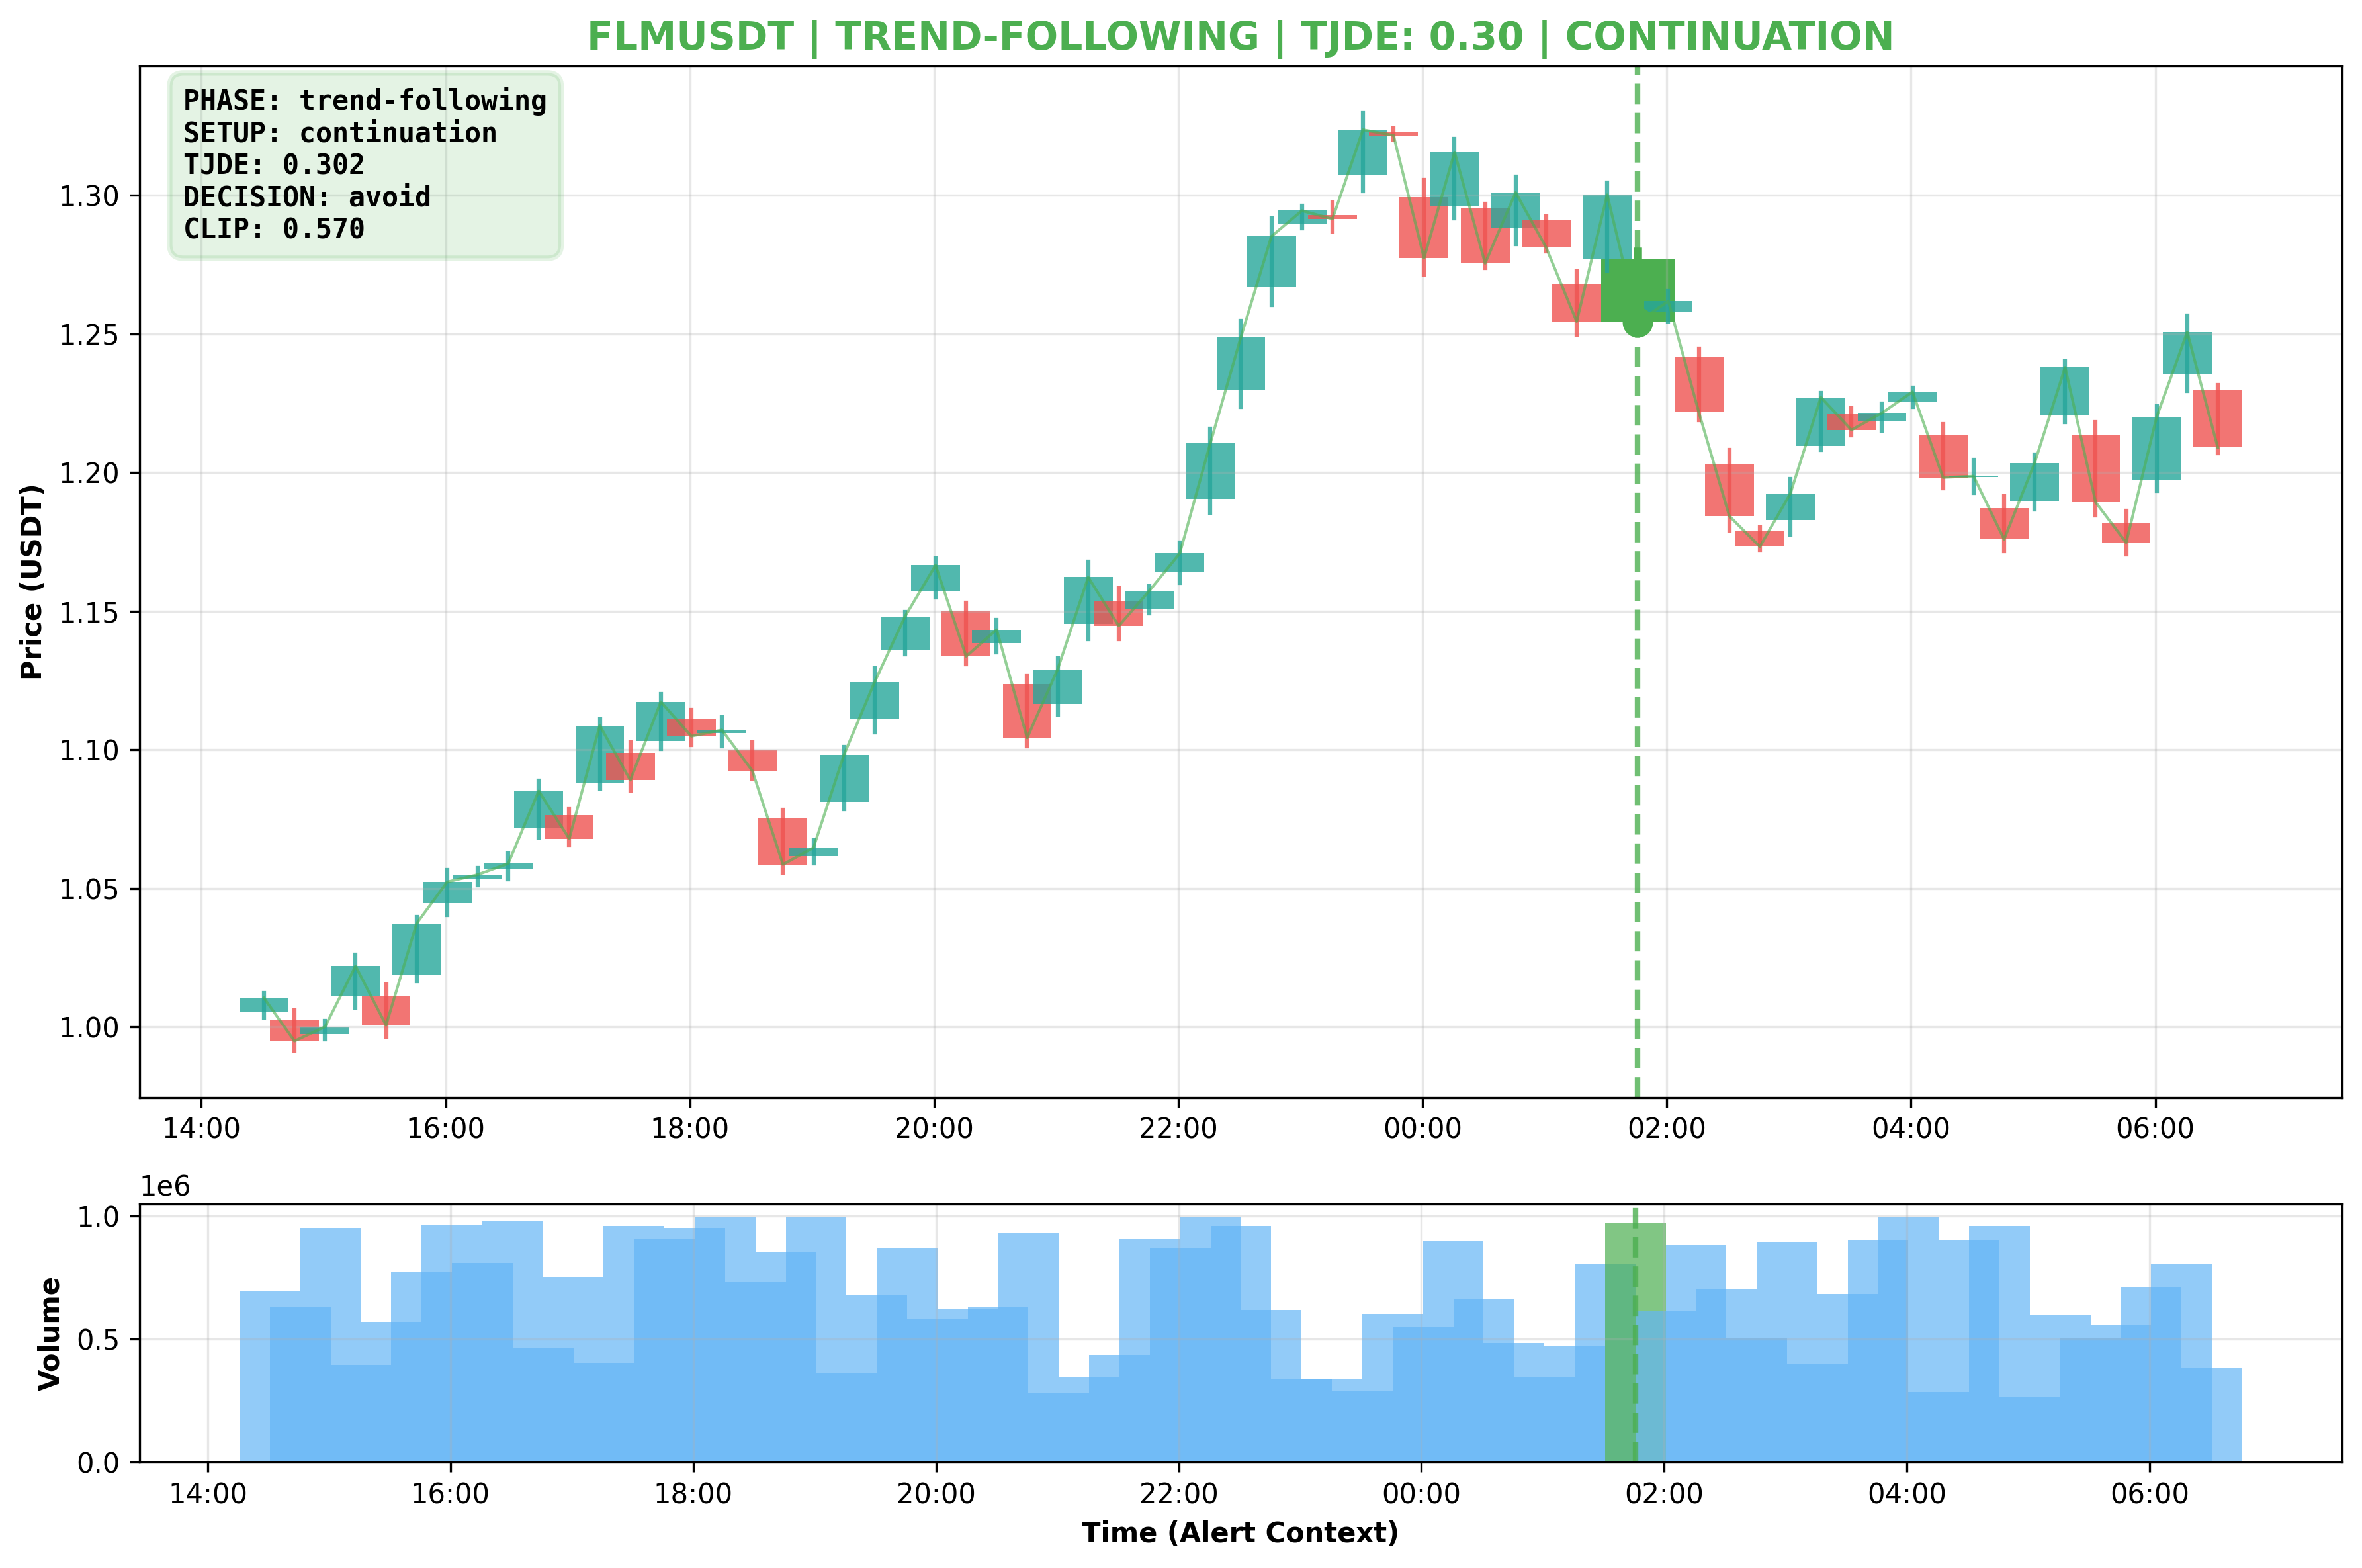 FLMUSDT | TREND-FOLLOWING | TJDE: 0.30 | CONTINUATION
PHASE: trend-following
SETUP: continuation
TJDE: 0.302
DECISION: avoid
CLIP: 0.570
Price (USDT)
1.30
1.25
1.20
1.15
1.10
1.05
1.00
14:00 16:00 18:00 20:00 22:00 00:00 02:00 04:00 06:00
1e6
Volume
1.0
0.5
0.0
14:00 16:00 18:00 20:00 22:00 00:00 02:00 04:00 06:00
Time (Alert Context)